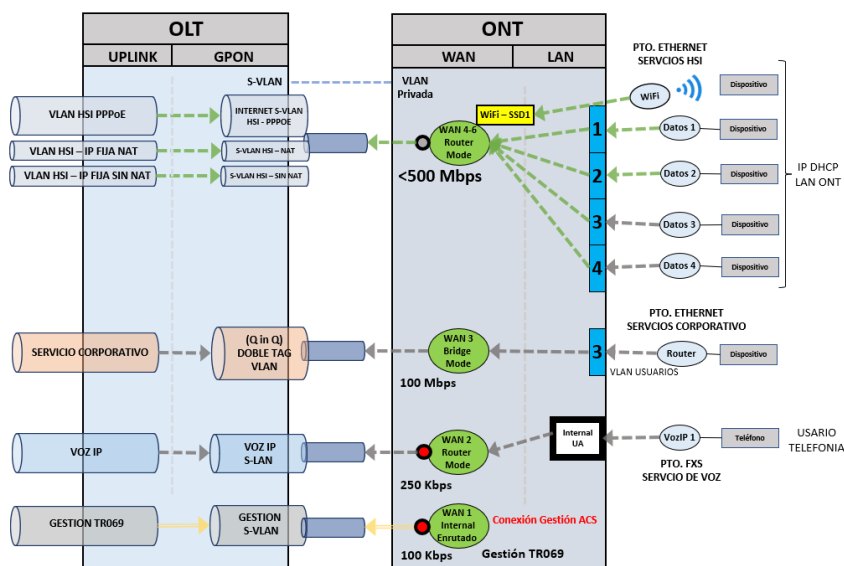 OLT
UPLINK
GPON
ONT
WAN
LAN
PTO. ETHERNET
SERVCIOS HSI
S-VLAN
VLAN
Privada
VLAN HSI PPPoE
INTERNET S-VLAN
HSI - PPPOE
VLAN HSI – IP FIJA NAT
S-VLAN HSI – NAT
VLAN HSI – IP FIJA SIN NAT
S-VLAN HSI – SIN NAT
WiFi – SSD1
WAN 4-6
Router
Mode
<500 Mbps
1
2
3
4
WiFi
Dispositivo
Datos 1
Dispositivo
Datos 2
Dispositivo
Datos 3
Dispositivo
Datos 4
Dispositivo
IP DHCP
LAN ONT
PTO. ETHERNET
SERVCIOS CORPORATIVO
SERVICIO CORPORATIVO
(Q in Q)
DOBLE TAG
VLAN
WAN 3
Bridge
Mode
100 Mbps
3
VLAN USUARIOS
Router
Dispositivo
VOZ IP
VOZ IP
S-LAN
WAN 2
Router
Mode
250 Kbps
Internal
UA
VozIP 1
Teléfono
USARIO
TELEFONIA
PTO. FXS
SERVCIO DE VOZ
GESTION TR069
GESTION
S-VLAN
WAN 1
Internal
Enrutado
100 Kbps
Conexión Gestión ACS
Gestión TR069